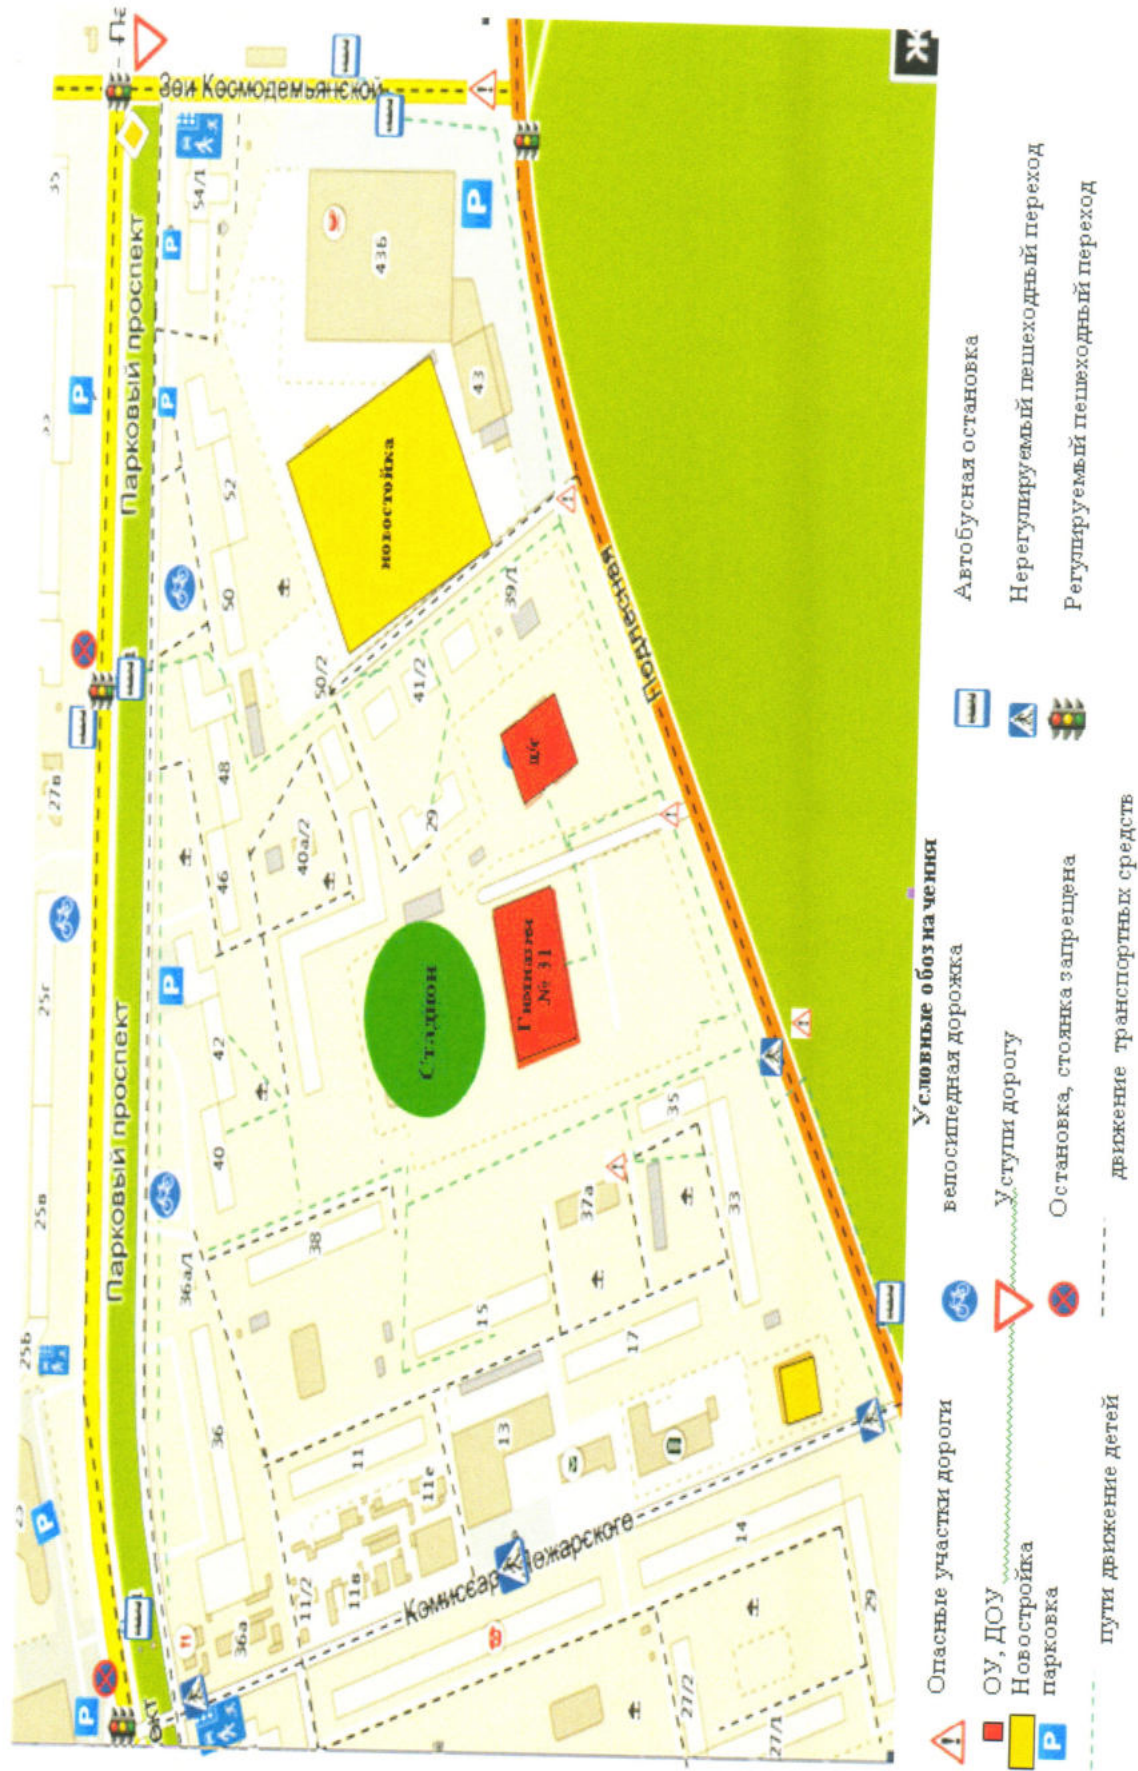 25Б
25в
25г
27в
35
Парковый проспект
Парковый проспект
Парковый проспект
Зои Космодемьянской
36а
36
36а/1
40
42
46
48
50
52
54/1
11/2
11в
11
11е
38
40а/2
50/2
43Б
новостойка
Комиссара Пожарского
13
15
Стадион
29
41/2
43
39/1
Гимназия
№ 31
37а
17
35
33
14
27/2
27/1
29
Подлесная
Ж
Условные обозначения
Опасные участки дороги
велосипедная дорожка
Автобусная остановка
ОУ, ДОУ
Уступи дорогу
Нерегулируемый пешеходный переход
Новостройка
парковка
Остановка, стоянка запрещена
Регулируемый пешеходный переход
пути движение детей
движение транспортных средств